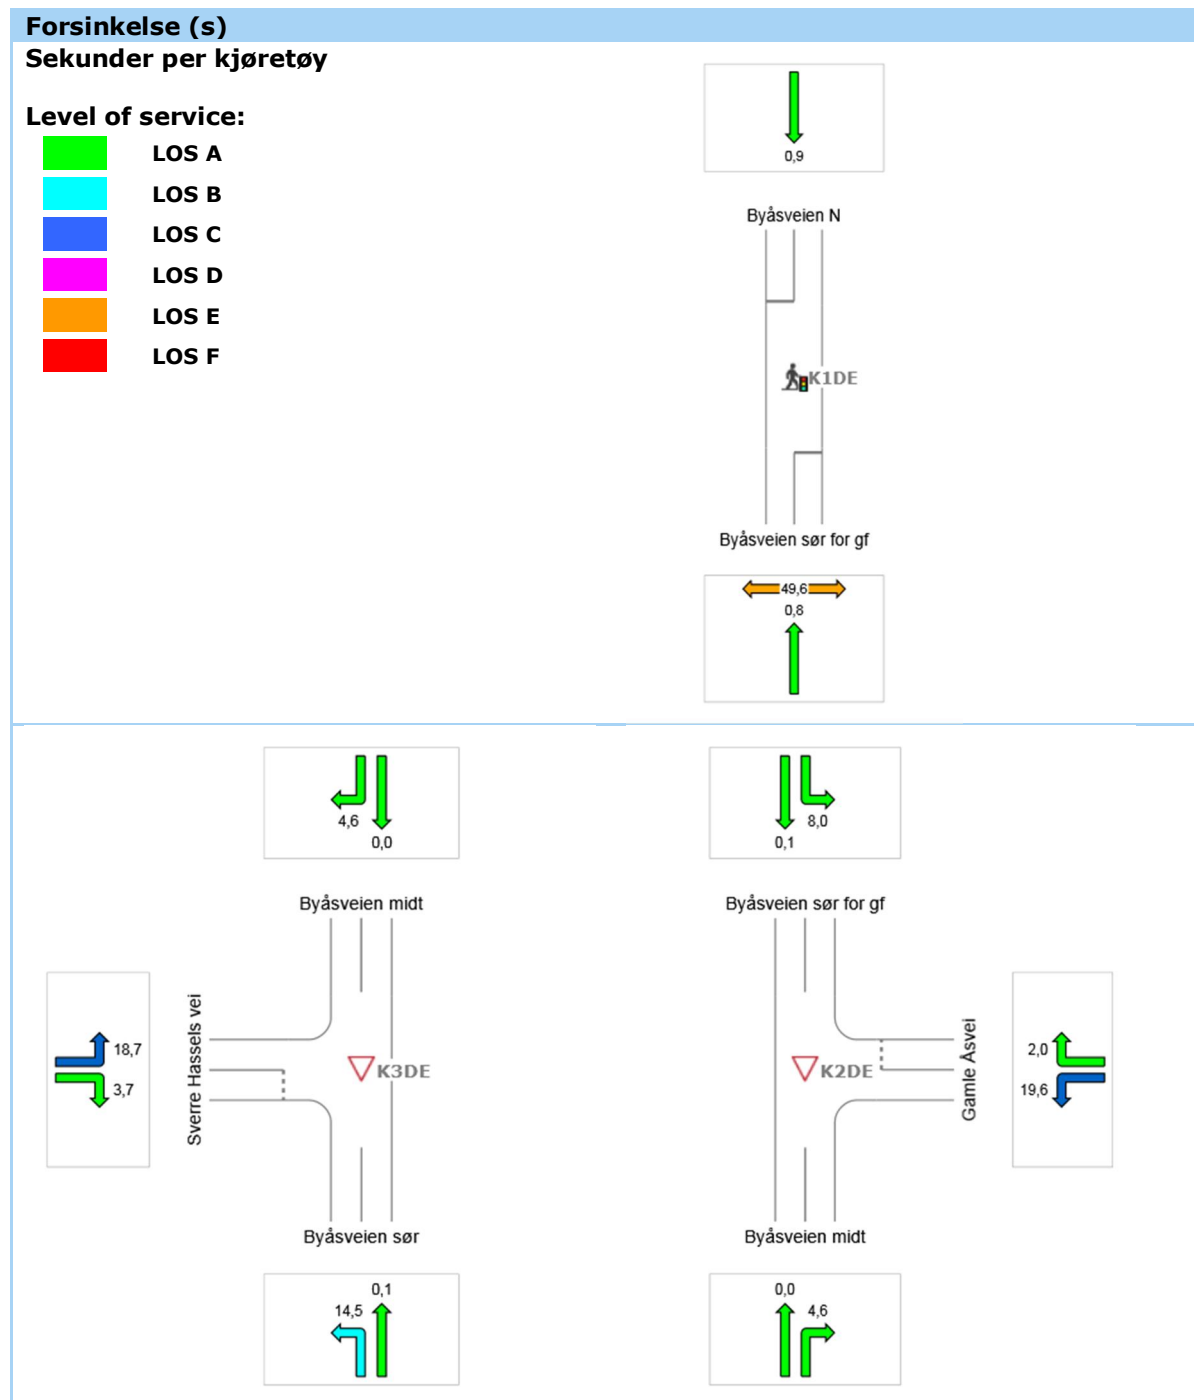 Forsinkelse (s)
Sekunder per kjøretøy
Level of service:
LOS A
LOS B
LOS C
LOS D
LOS E
LOS F
0,9
Byåsveien N
K1DE
Byåsveien sør for gf
49,6
0,8
4,6
0,0
Byåsveien midt
Sverre Hassels vei
18,7
3,7
K3DE
Byåsveien sør
0,1
14,5
8,0
0,1
Byåsveien sør for gf
K2DE
Gamle Åsvei
2,0
19,6
Byåsveien midt
0,0
4,6